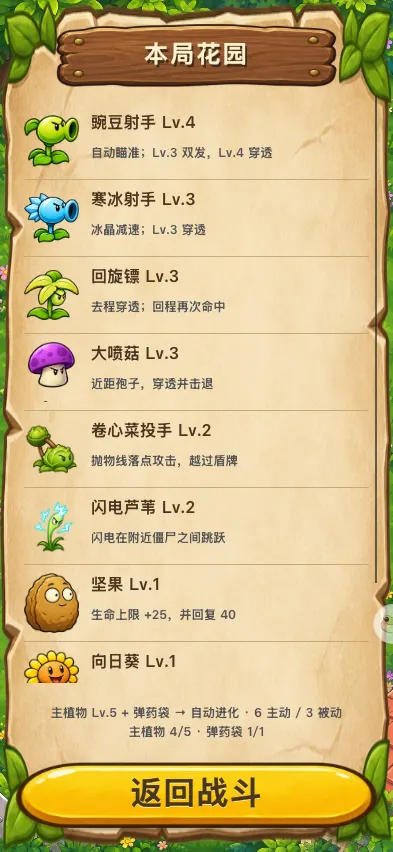 本局花园
豌豆射手 Lv.4
自动瞄准；Lv.3 双发，Lv.4 穿透
寒冰射手 Lv.3
冰晶减速；Lv.3 穿透
回旋镖 Lv.3
去程穿透；回程再次命中
大喷菇 Lv.3
近距孢子，穿透并击退
卷心菜投手 Lv.2
抛物线落点攻击，越过盾牌
闪电芦苇 Lv.2
闪电在附近僵尸之间跳跃
坚果 Lv.1
生命上限 +25，并回复 40
向日葵 Lv.1
主植物 Lv.5 + 弹药袋 → 自动进化 · 6 主动 / 3 被动
主植物 4/5 · 弹药袋 1/1
返回战斗